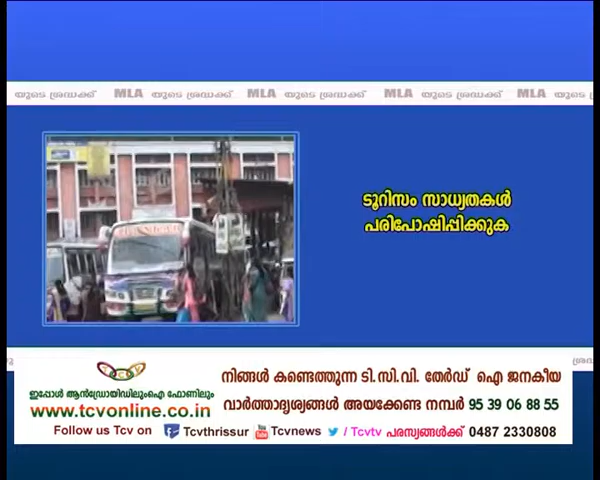 യുടെ ശ്രദ്ധക്ക് MLA യുടെ ശ്രദ്ധക്ക് MLA യുടെ ശ്രദ്ധക്ക് MLA യുടെ ശ്രദ്ധക്ക് MLA യുടെ
ടൂറിസം സാധ്യതകൾ
പരിപോഷിപ്പിക്കുക
നിങ്ങൾ കണ്ടെത്തുന്ന ടി.സി.വി. തേർഡ് ഐ ജനകീയ
ഇപ്പോൾ ആൻഡ്രോയിഡിലുംഐ ഫോണിലും
www.tcvonline.co.in
വാർത്താദൃശ്യങ്ങൾ അയക്കേണ്ട നമ്പർ 95 39 06 88 55
Follow us Tcv on Tcvthrissur Tcvnews / Tcvtv പരസ്യങ്ങൾക്ക് 0487 2330808